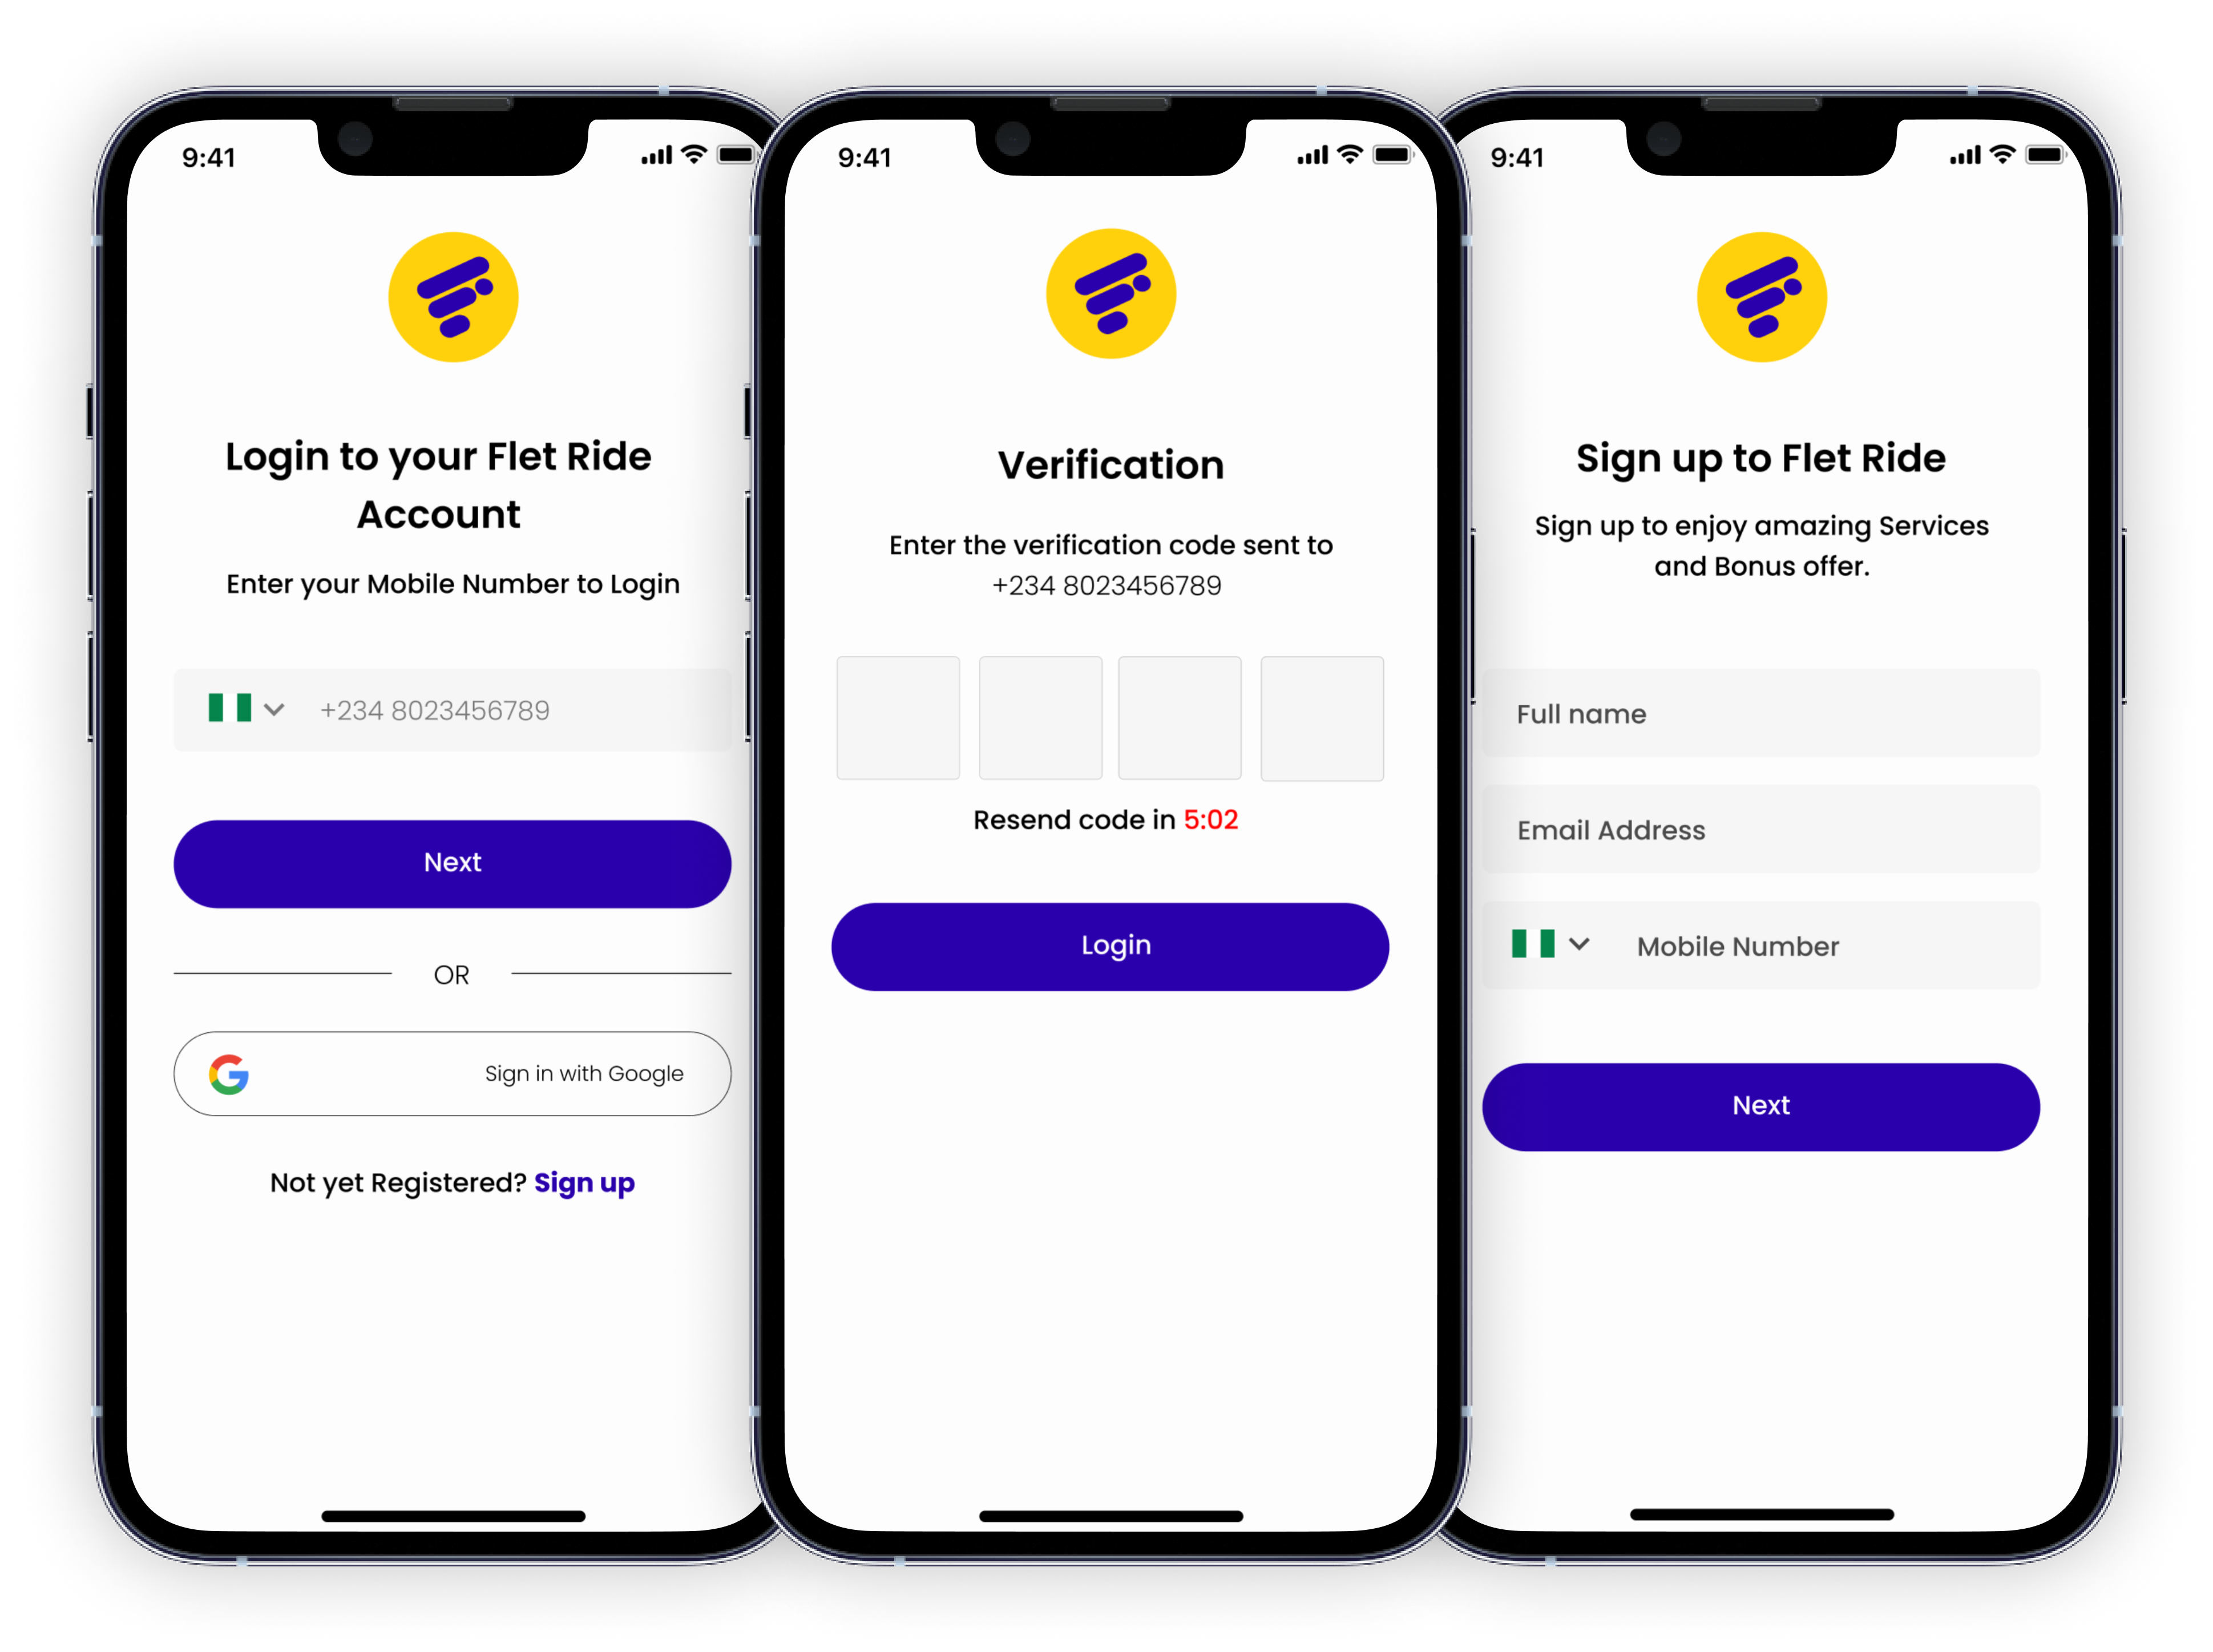 9:41
Login to your Flet Ride
Account
Enter your Mobile Number to Login
+234 8023456789
Next
OR
Sign in with Google
Not yet Registered? Sign up
9:41
Verification
Enter the verification code sent to
+234 8023456789
Resend code in 5:02
Login
9:41
Sign up to Flet Ride
Sign up to enjoy amazing Services
and Bonus offer.
Full name
Email Address
Mobile Number
Next